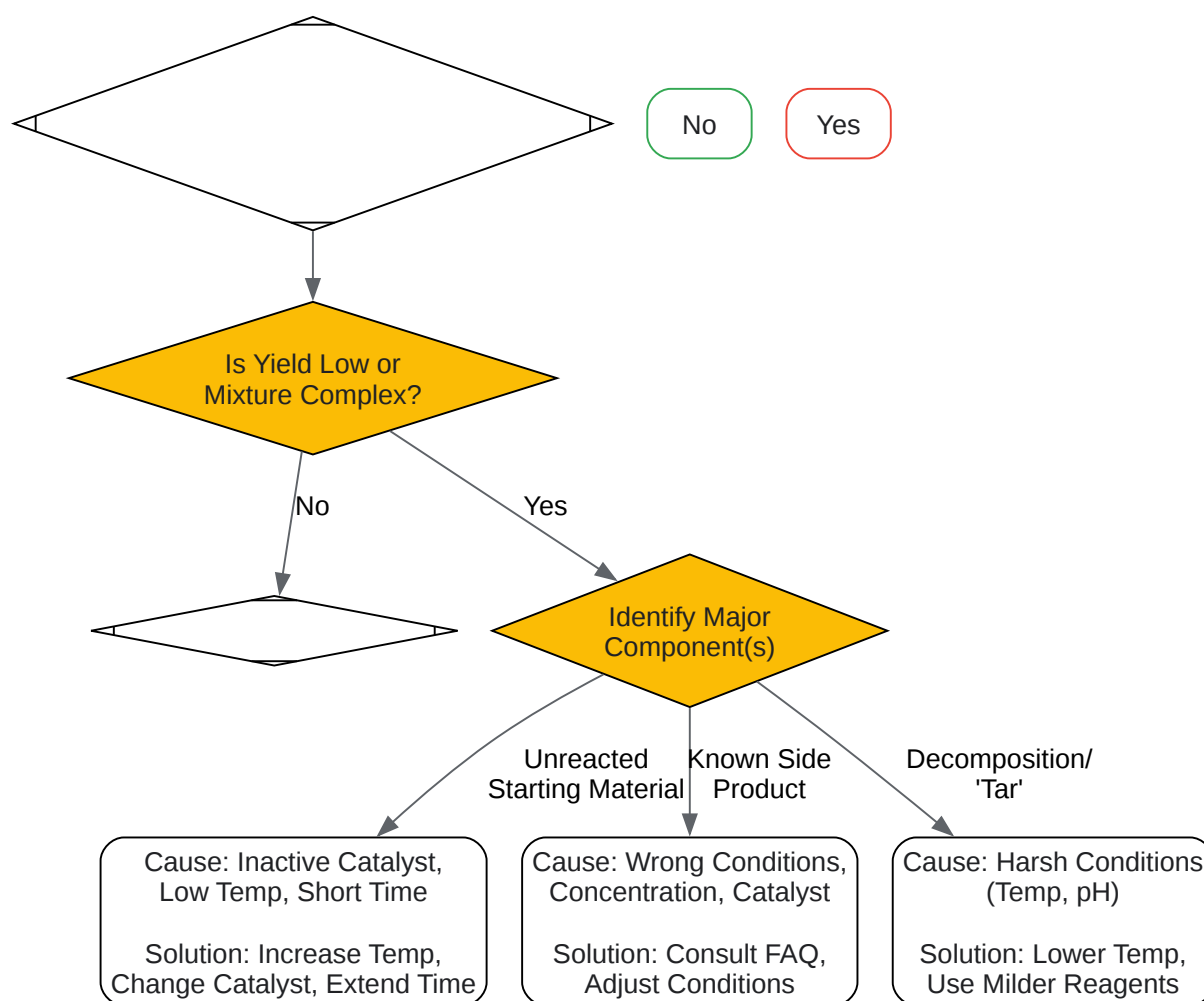 No
Yes
Is Yield Low or
Mixture Complex?
No
Yes
Identify Major
Component(s)
Unreacted
Starting Material
Known Side
Product
Decomposition/
'Tar'
Cause: Inactive Catalyst,
Low Temp, Short Time
Solution: Increase Temp,
Change Catalyst, Extend Time
Cause: Wrong Conditions,
Concentration, Catalyst
Solution: Consult FAQ,
Adjust Conditions
Cause: Harsh Conditions
(Temp, pH)
Solution: Lower Temp,
Use Milder Reagents